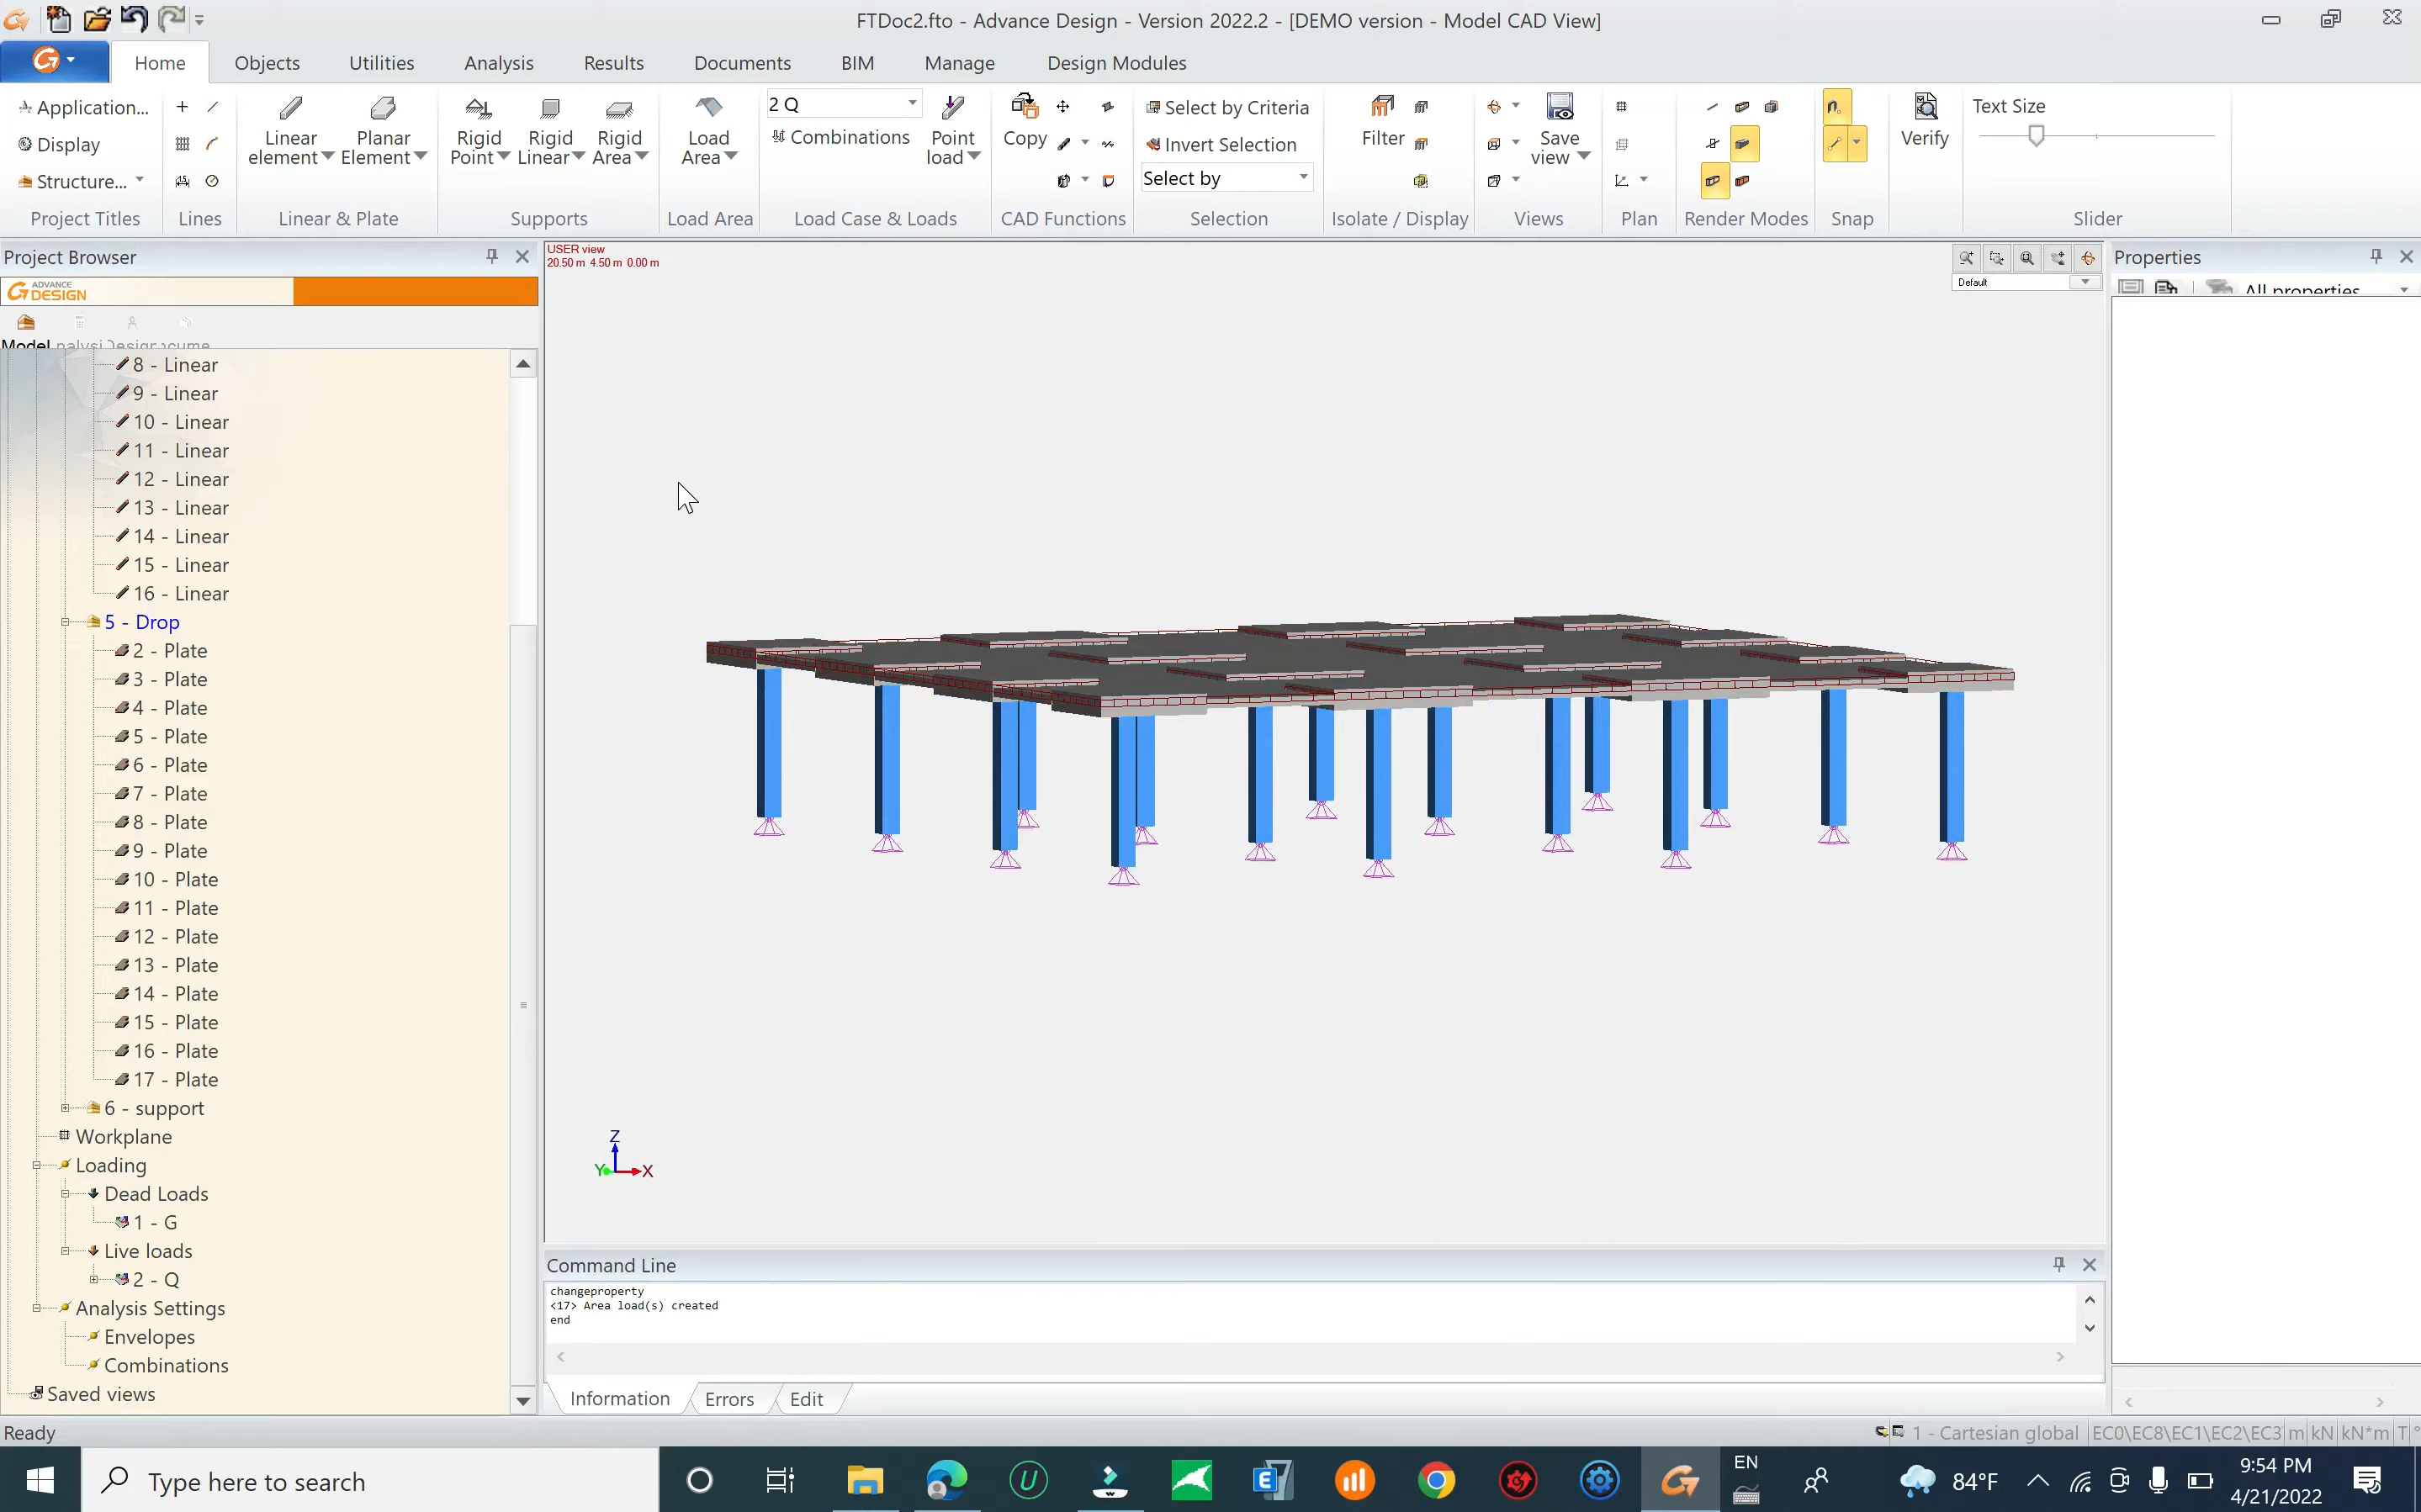 FTDoc2.fto - Advance Design - Version 2022.2 - [DEMO version - Model CAD View]
Home Objects Utilities Analysis Results Documents BIM Manage Design Modules
Application...
Display
Structure...
Project Titles
Lines
Linear element
Planar Element
Linear & Plate
Rigid Point
Rigid Linear
Rigid Area
Supports
Load Area
Load Area
2 Q
Combinations
Point load
Load Case & Loads
Copy
CAD Functions
Select by Criteria
Invert Selection
Select by
Selection
Filter
Isolate / Display
Save view
Views
Plan
Render Modes
Snap
Verify
Text Size
Slider
Project Browser
ADVANCE DESIGN
Model
8 - Linear
9 - Linear
10 - Linear
11 - Linear
12 - Linear
13 - Linear
14 - Linear
15 - Linear
16 - Linear
5 - Drop
2 - Plate
3 - Plate
4 - Plate
5 - Plate
6 - Plate
7 - Plate
8 - Plate
9 - Plate
10 - Plate
11 - Plate
12 - Plate
13 - Plate
14 - Plate
15 - Plate
16 - Plate
17 - Plate
6 - support
Workplane
Loading
Dead Loads
1 - G
Live loads
2 - Q
Analysis Settings
Envelopes
Combinations
Saved views
USER view
20.50 m 4.50 m 0.00 m
Default
Z
Y X
Properties
All properties
Command Line
changeproperty
<17> Area load(s) created
end
Information Errors Edit
Ready
1 - Cartesian global EC0\EC8\EC1\EC2\EC3 m kN kN*m T °
Type here to search
EN
84°F
9:54 PM
4/21/2022